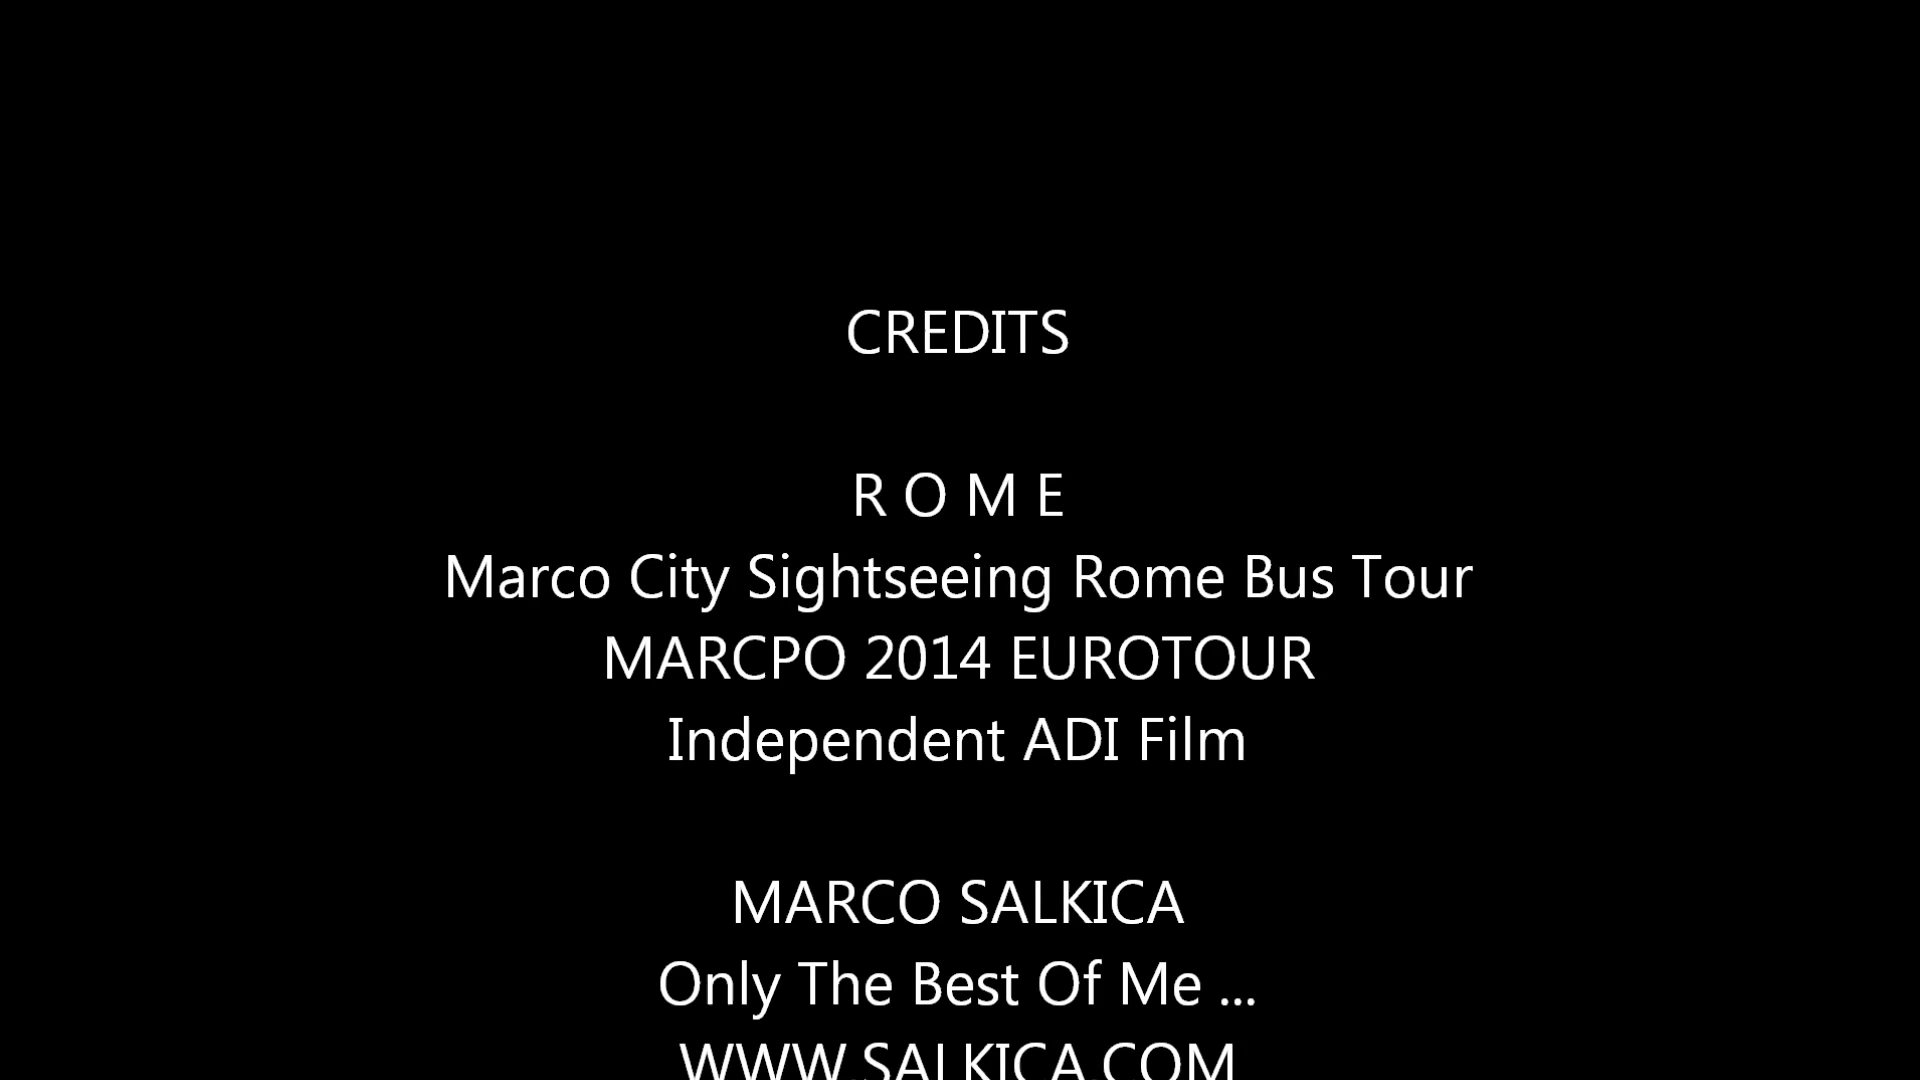 CREDITS
R O M E
Marco City Sightseeing Rome Bus Tour
MARCPO 2014 EUROTOUR
Independent ADI Film
MARCO SALKICA
Only The Best Of Me ...
WWW.SALKICA.COM